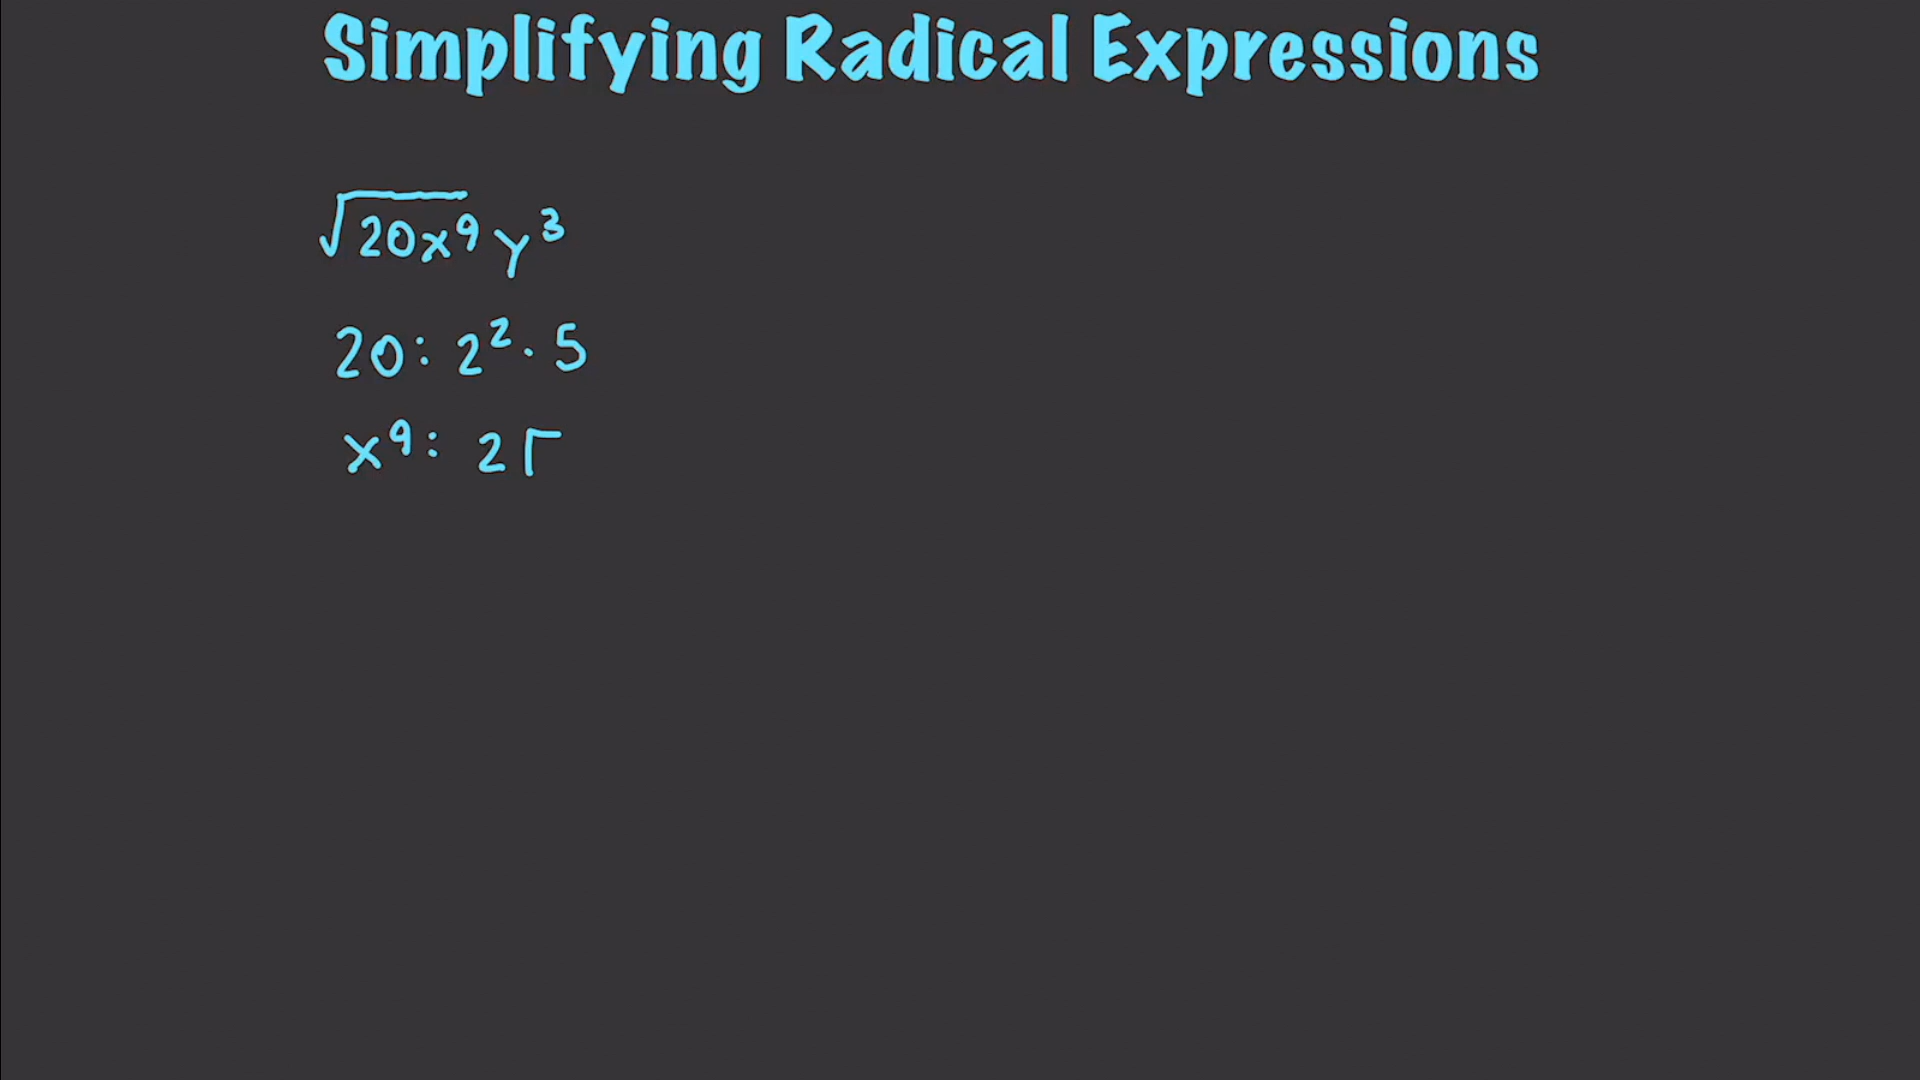 Simplifying Radical Expressions
√20x⁹y³
20: 2² · 5
x⁹: 2